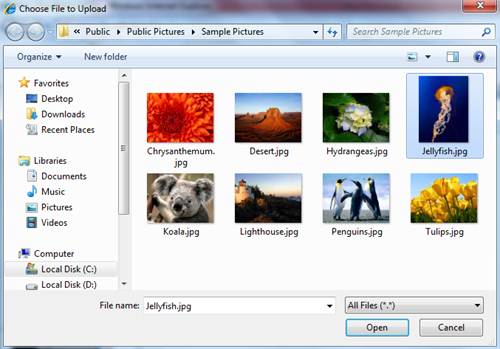 Choose File to Upload
« Public ▸ Public Pictures ▸ Sample Pictures
Search Sample Pictures
Organize
New folder
Favorites
Desktop
Downloads
Recent Places
Libraries
Documents
Music
Pictures
Videos
Computer
Local Disk (C:)
Local Disk (D:)
Chrysanthemum.
jpg
Desert.jpg
Hydrangeas.jpg
Jellyfish.jpg
Koala.jpg
Lighthouse.jpg
Penguins.jpg
Tulips.jpg
File name: Jellyfish.jpg
All Files (*.*)
Open
Cancel